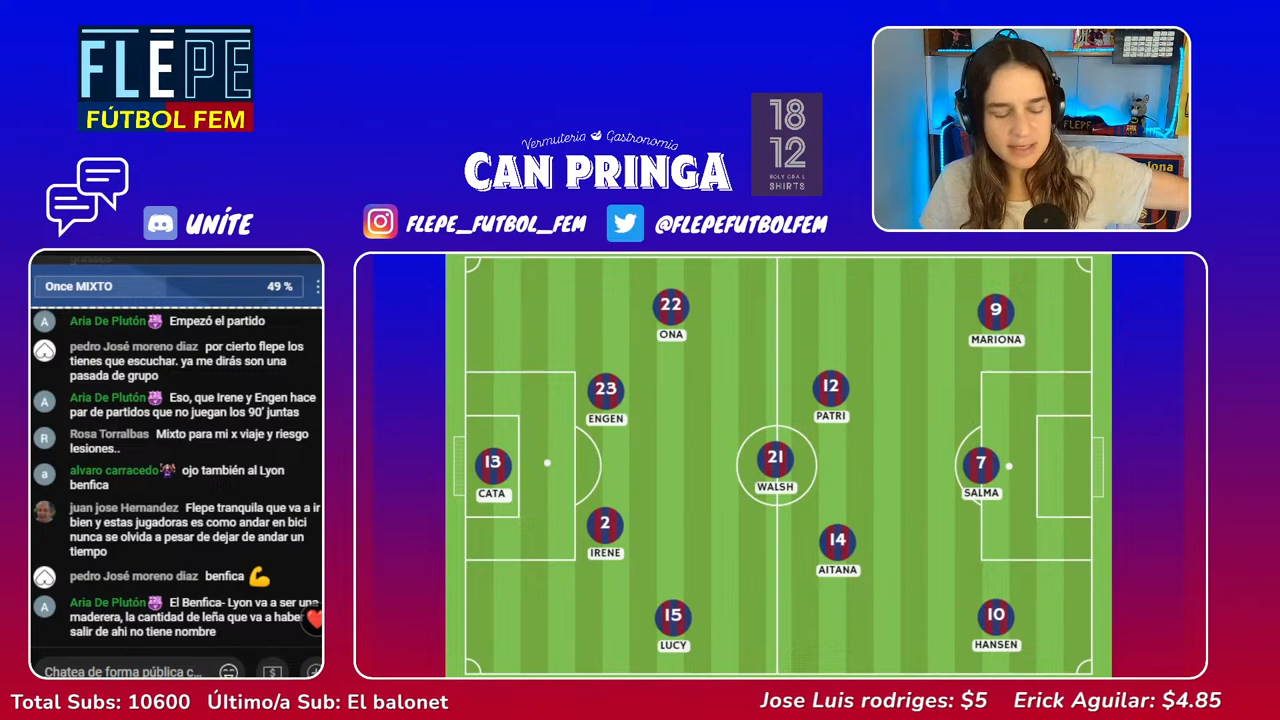 FLEPE
FÚTBOL FEM
Vermuteria Gastronomía
CAN PRINGA
18
12
HOLY GOAL
SHIRTS
FLEPE
Barcelona
UNÍTE
FLEPE_FUTBOL_FEM
@FLEPEFUTBOLFEM
Once MIXTO 49 %
A Aria De Plutón Empezó el partido
pedro José moreno diaz por cierto flepe los
tienes que escuchar. ya me dirás son una
pasada de grupo
A Aria De Plutón Eso, que Irene y Engen hace
par de partidos que no juegan los 90' juntas
R Rosa Torralbas Mixto para mi x viaje y riesgo
lesiones..
a alvaro carracedo ojo también al Lyon
benfica
juan jose Hernandez Flepe tranquila que va a ir
bien y estas jugadoras es como andar en bici
nunca se olvida a pesar de dejar de andar un
tiempo
pedro José moreno diaz benfica
A Aria De Plutón El Benfica- Lyon va a ser una
maderera, la cantidad de leña que va a haber
salir de ahi no tiene nombre
Chatea de forma pública c...
22
ONA
9
MARIONA
23
ENGEN
12
PATRI
13
CATA
21
WALSH
7
SALMA
2
IRENE
14
AITANA
15
LUCY
10
HANSEN
Total Subs: 10600 Último/a Sub: El balonet
Jose Luis rodriges: $5 Erick Aguilar: $4.85